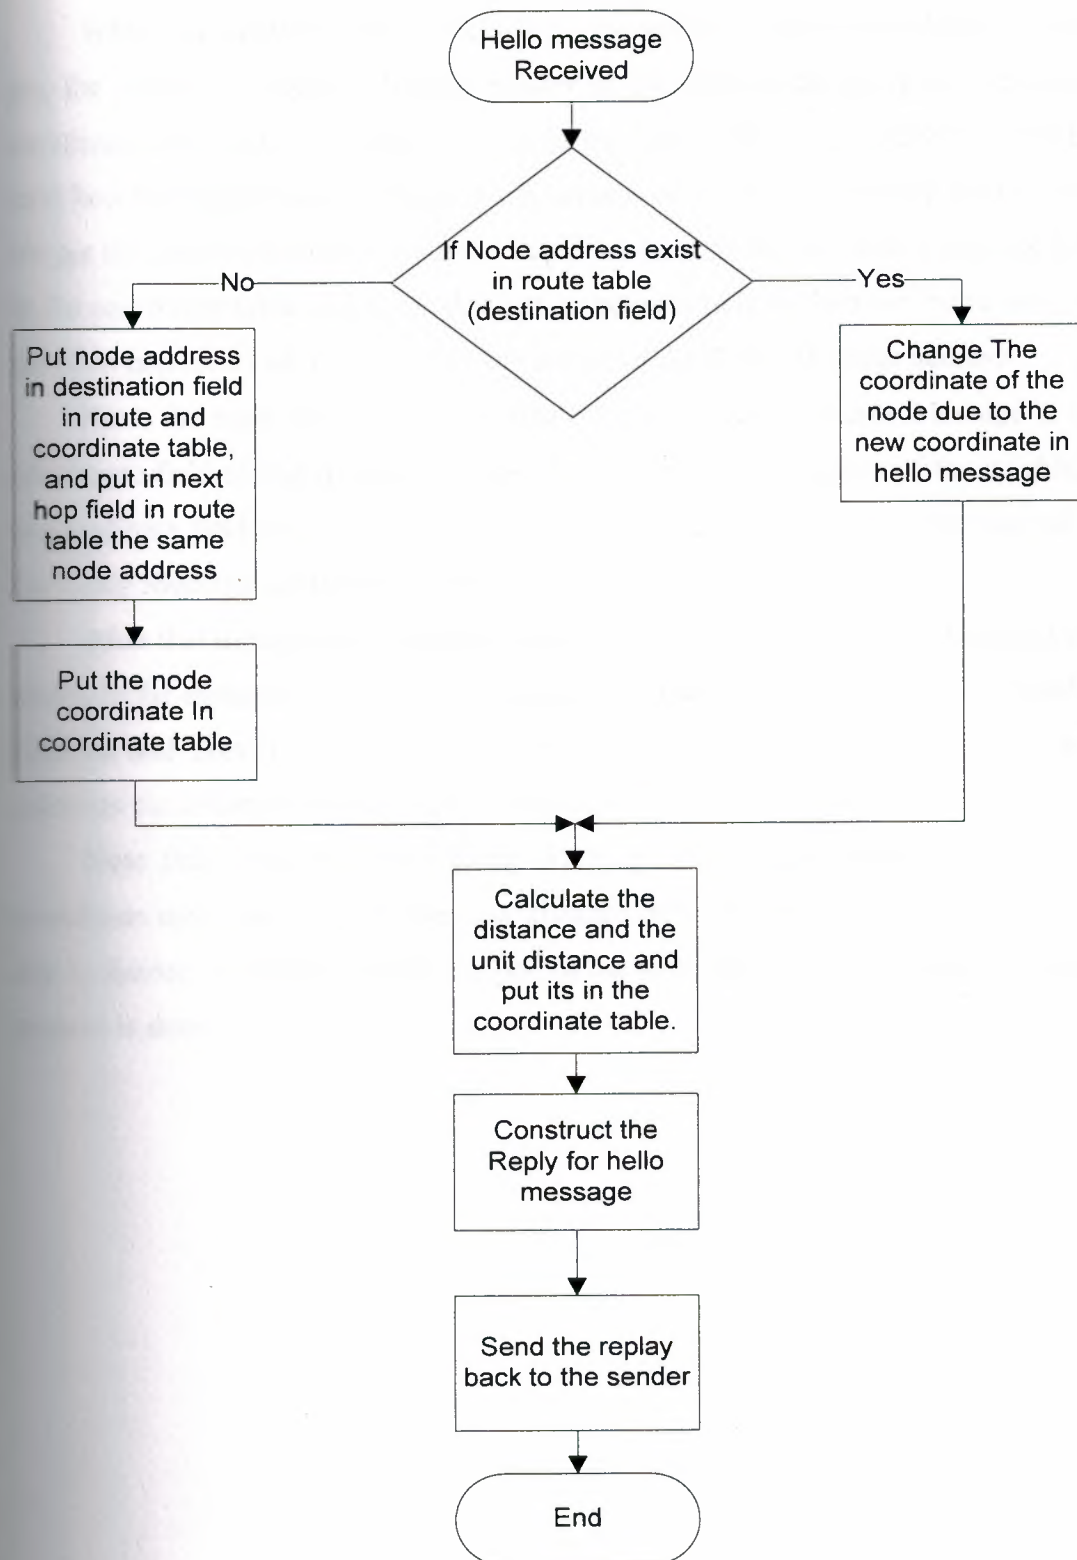 Hello message
Received
If Node address exist
in route table
(destination field)
No
Yes
Put node address
in destination field
in route and
coordinate table,
and put in next
hop field in route
table the same
node address
Change The
coordinate of the
node due to the
new coordinate in
hello message
Put the node
coordinate In
coordinate table
Calculate the
distance and the
unit distance and
put its in the
coordinate table.
Construct the
Reply for hello
message
Send the replay
back to the sender
End